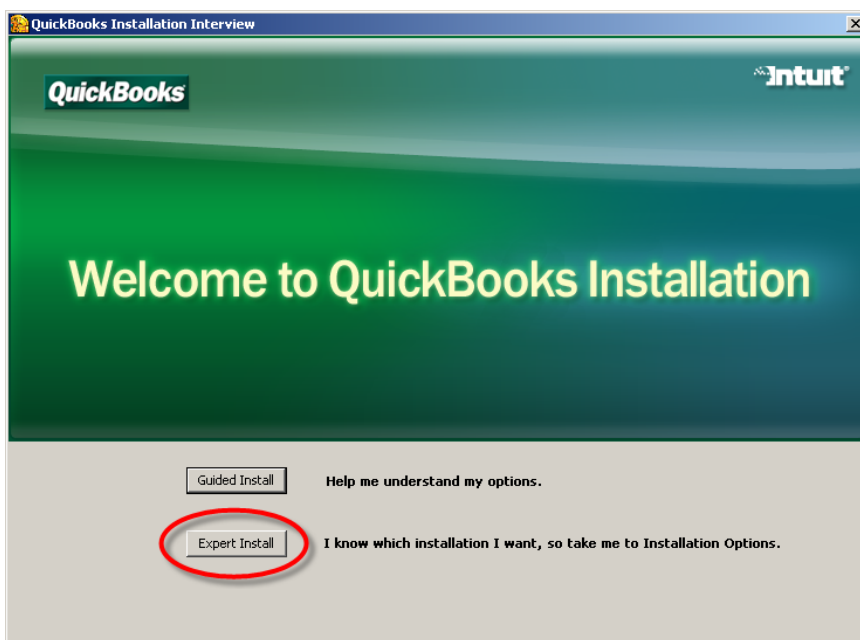 QuickBooks Installation Interview
QuickBooks
Intuit
Welcome to QuickBooks Installation
Guided Install Help me understand my options.
Expert Install I know which installation I want, so take me to Installation Options.